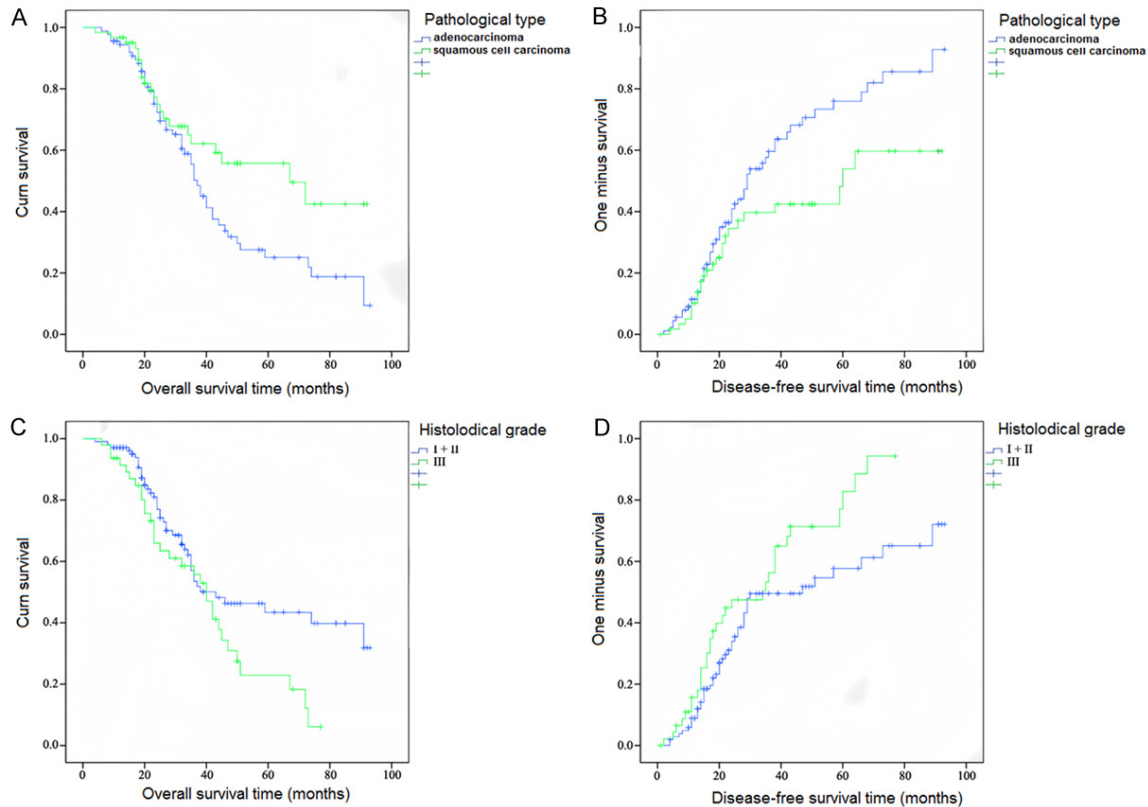 A
Pathological type
adenocarcinoma
squamous cell carcinoma
1.0
0.8
0.6
0.4
0.2
0.0
Curn survival
0 20 40 60 80 100
Overall survival time (months)
B
Pathological type
adenocarcinoma
squamous cell carcinoma
1.0
0.8
0.6
0.4
0.2
0.0
One minus survival
0 20 40 60 80 100
Disease-free survival time (months)
C
Histolodical grade
I + II
III
1.0
0.8
0.6
0.4
0.2
0.0
Curn survival
0 20 40 60 80 100
Overall survival time (months)
D
Histolodical grade
I + II
III
1.0
0.8
0.6
0.4
0.2
0.0
One minus survival
0 20 40 60 80 100
Disease-free survival time (months)